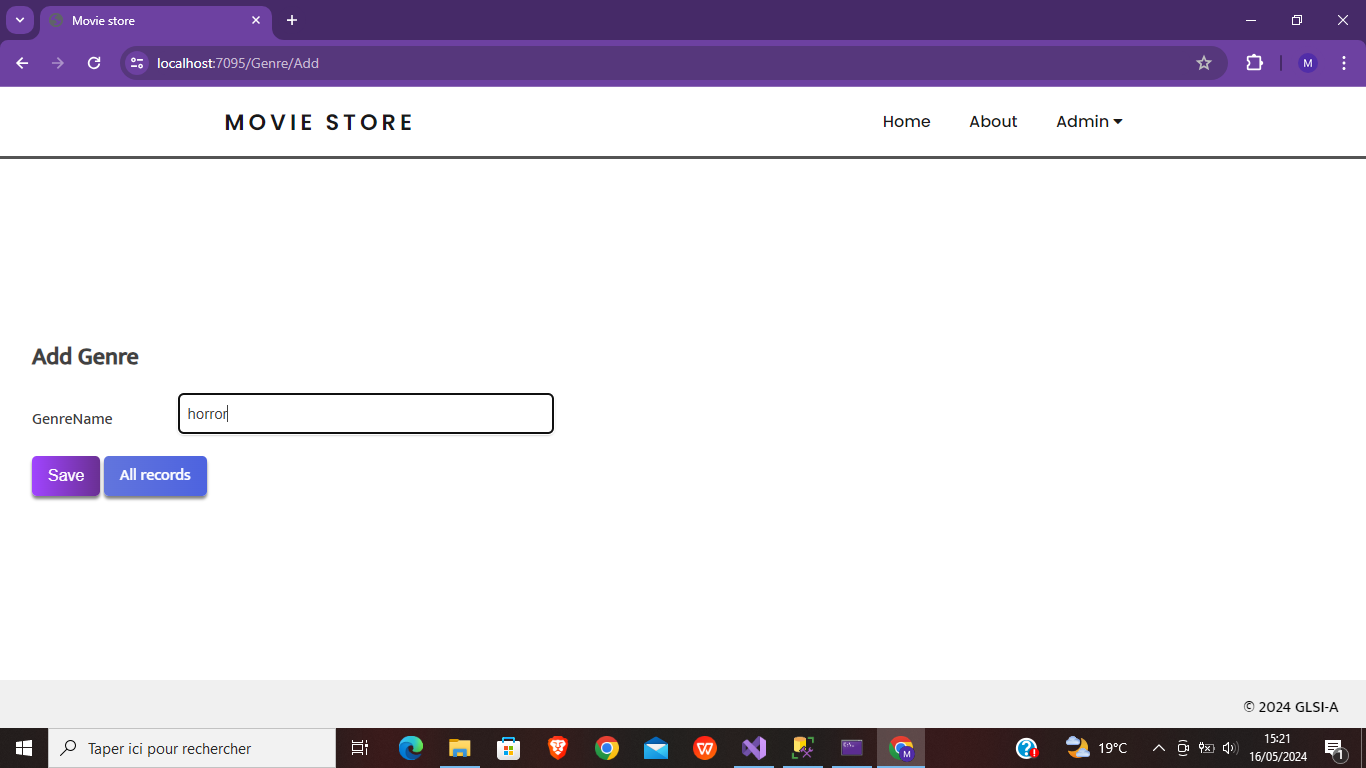 Movie store
localhost:7095/Genre/Add
M
MOVIE STORE
Home About Admin
Add Genre
GenreName horror
Save All records
© 2024 GLSI-A
Taper ici pour rechercher
W
M
19°C
15:21
16/05/2024
1